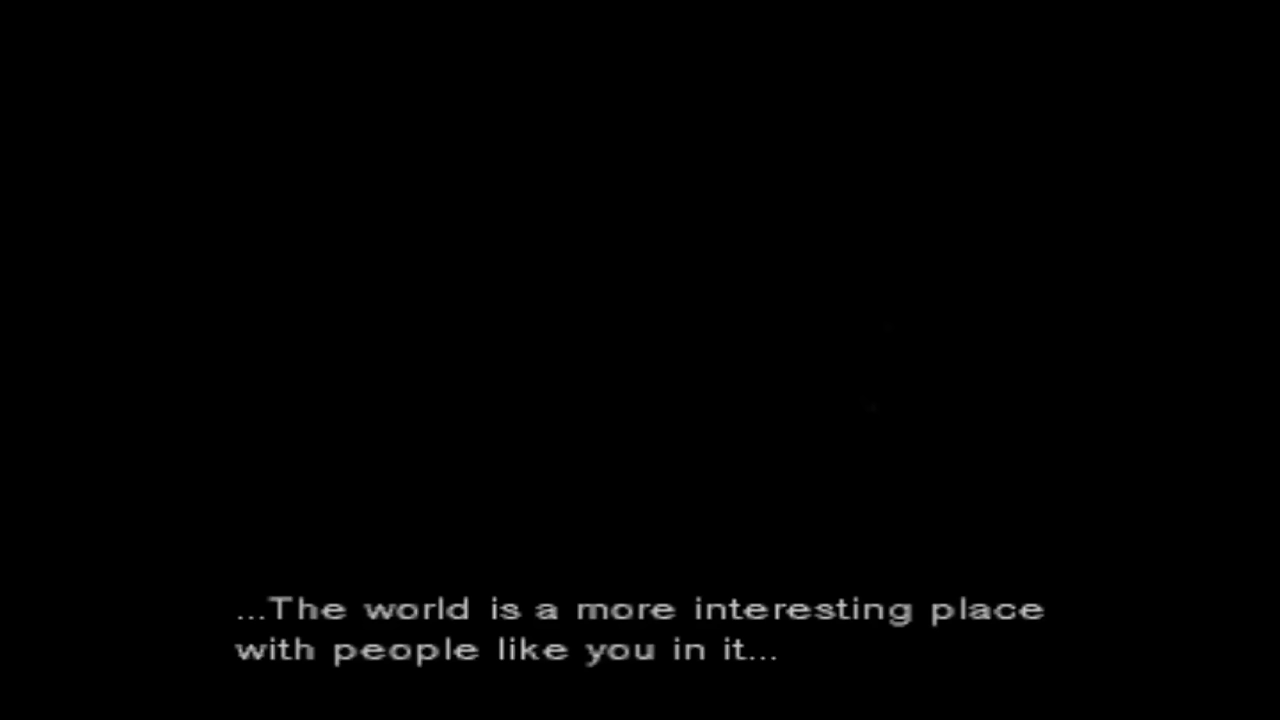 ...The world is a more interesting place
with people like you in it...